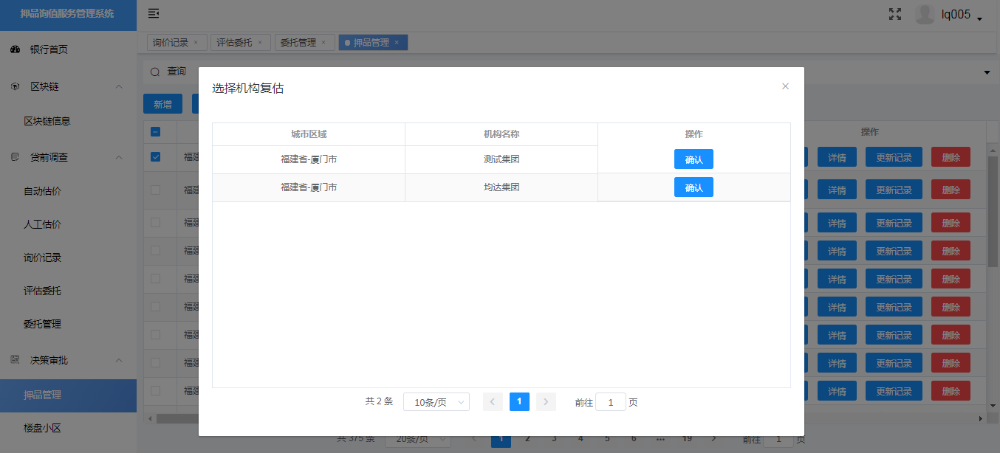 押品询值服务管理系统
lq005
银行首页
区块链
区块链信息
贷前调查
自动估价
人工估价
询价记录
评估委托
委托管理
决策审批
押品管理
楼盘小区
询价记录 × 评估委托 × 委托管理 × 押品管理 ×
查询
新增
操作
福建 详情 更新记录 删除
福建 详情 更新记录 删除
福建 详情 更新记录 删除
福建 详情 更新记录 删除
福建 详情 更新记录 删除
福建 详情 更新记录 删除
福建 详情 更新记录 删除
福建 详情 更新记录 删除
福建 详情 更新记录 删除
选择机构复估
城市区域 机构名称 操作
福建省-厦门市 测试集团 确认
福建省-厦门市 均达集团 确认
共 2 条 10条/页 < 1 > 前往 1 页
共 375 条 20条/页 < 1 2 3 4 5 6 ••• 19 > 前往 1 页